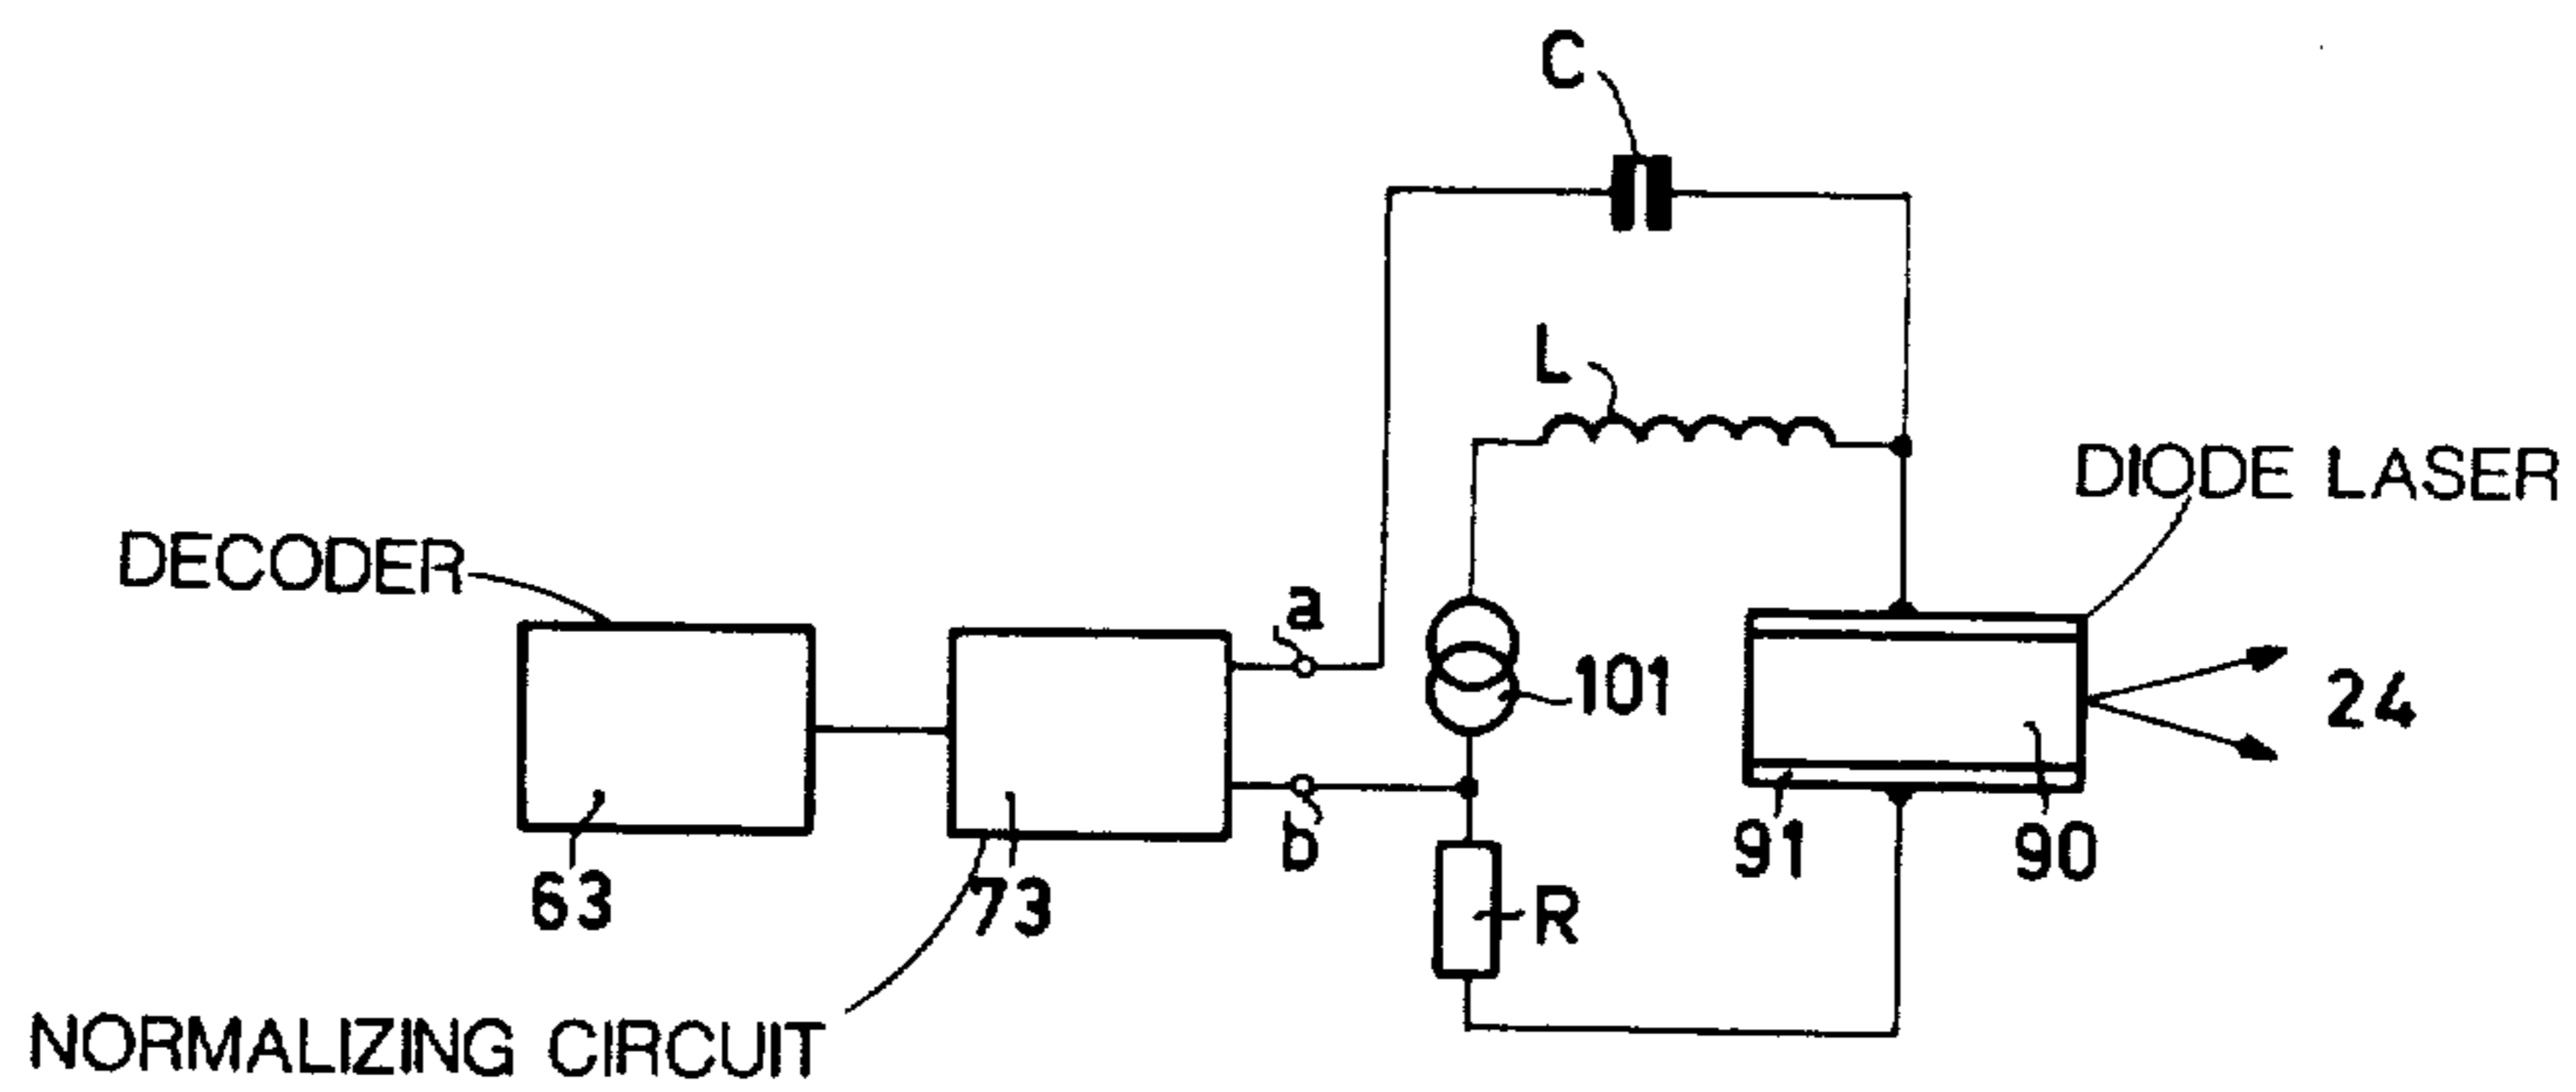 C
L
DIODE LASER
DECODER
a
101
24
b
91
90
63
73
R
NORMALIZING CIRCUIT